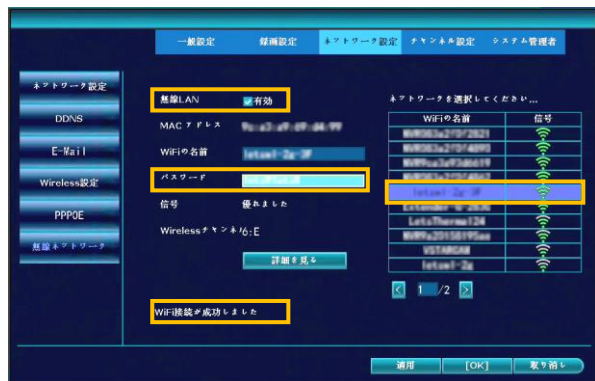 一般設定 録画設定 ネットワーク設定 チャンネル設定 システム管理者
ネットワーク設定
DDNS
E-Mail
Wireless設定
PPPOE
無線ネットワーク
無線LAN 有効
MACアドレス
WiFiの名前
パスワード
信号 優れました
Wirelessチャンネル/6:E
詳細を見る
WiFi接続が成功しました
ネットワークを選択してください...
WiFiの名前 信号
letswl-2g-3F
LetsThermal24
VSTARCAM
letswl-2g
1 /2
適用 [OK] 取り消し